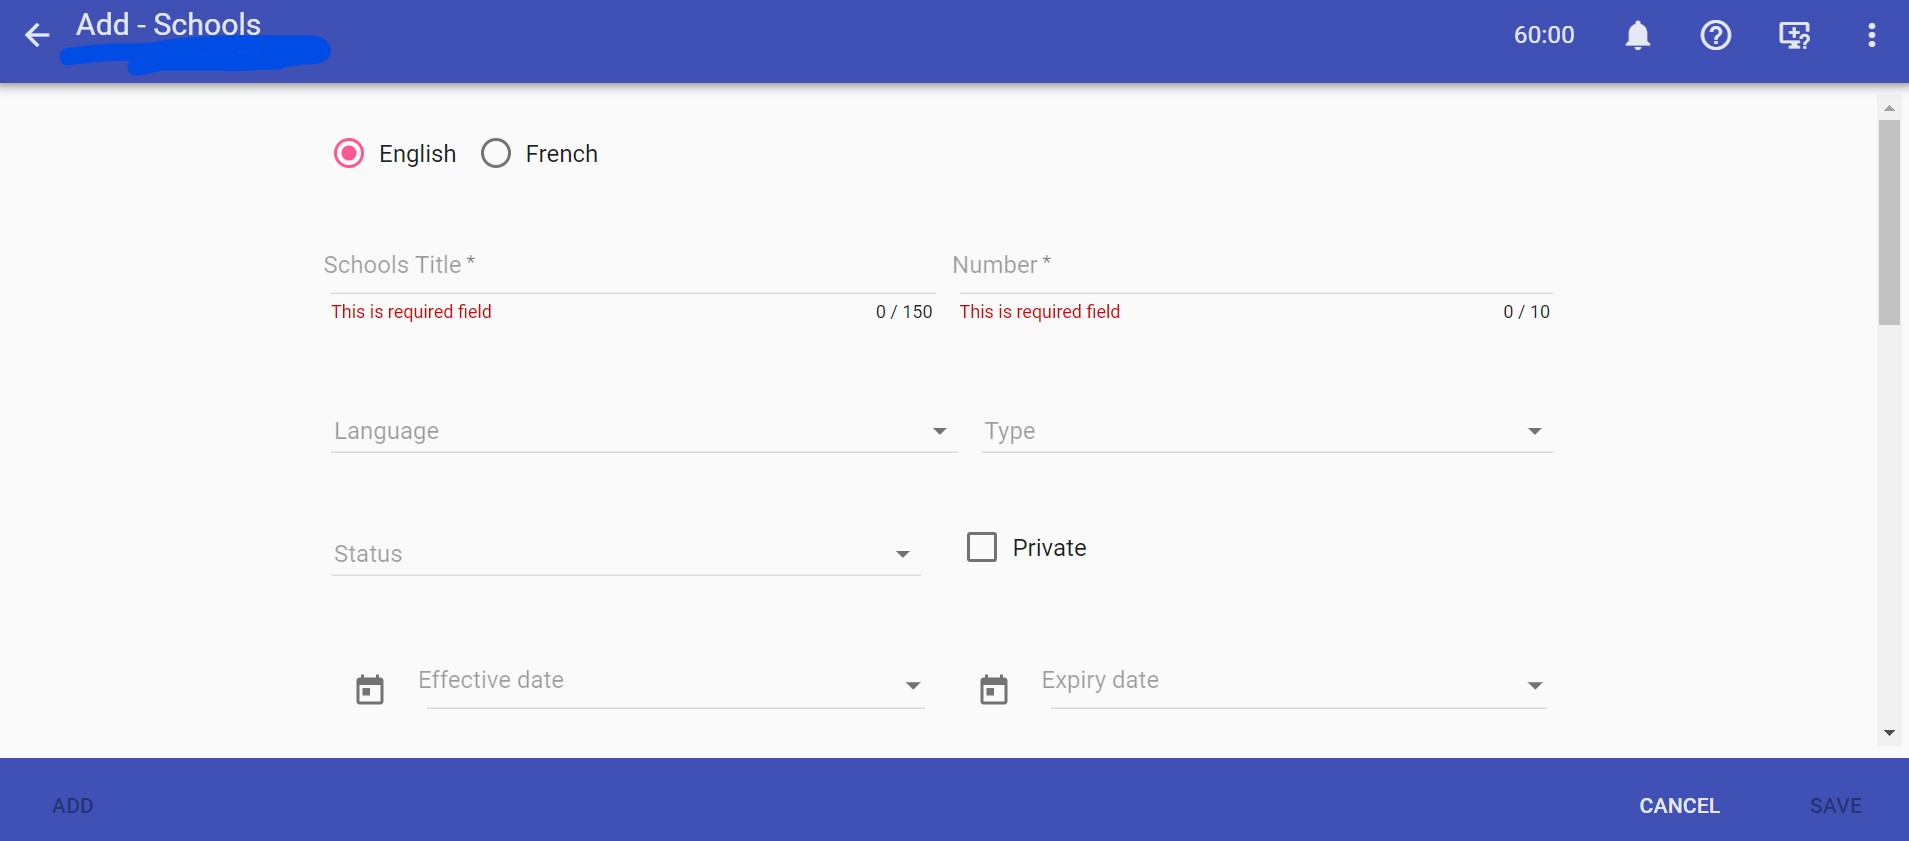 Add - Schools
60:00
English
French
Schools Title *
Number *
This is required field
0 / 150
This is required field
0 / 10
Language
Type
Status
Private
Effective date
Expiry date
ADD
CANCEL
SAVE